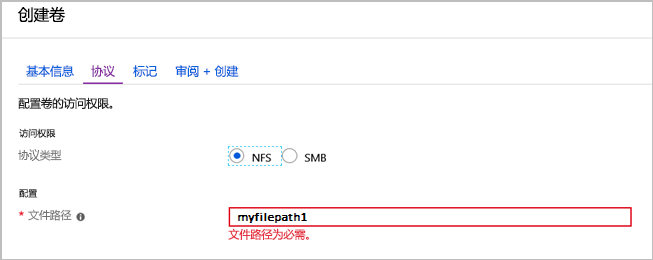 创建卷
基本信息 协议 标记 审阅 + 创建
配置卷的访问权限。
访问权限
协议类型 NFS SMB
配置
* 文件路径 myfilepath1
文件路径为必需。